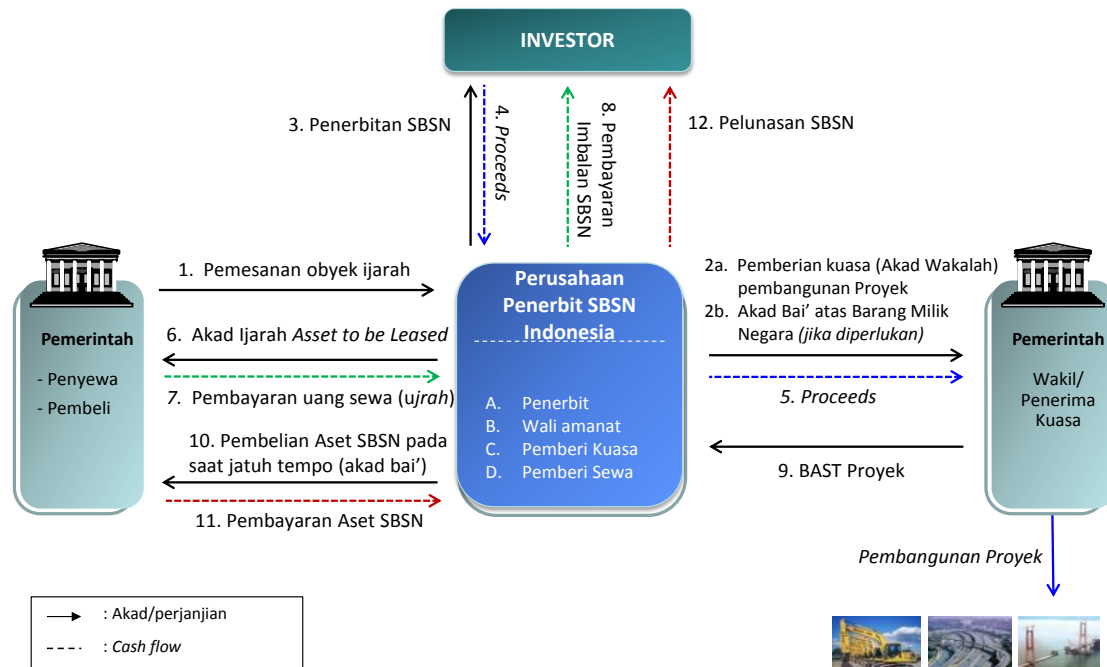 INVESTOR
3. Penerbitan SBSN
4. Proceeds
8. Pembayaran
Imbalan SBSN
12. Pelunasan SBSN
Pemerintah
- Penyewa
- Pembeli
1. Pemesanan obyek ijarah
6. Akad Ijarah Asset to be Leased
7. Pembayaran uang sewa (ujrah)
10. Pembelian Aset SBSN pada
saat jatuh tempo (akad bai')
11. Pembayaran Aset SBSN
Perusahaan
Penerbit SBSN
Indonesia
A. Penerbit
B. Wali amanat
C. Pemberi Kuasa
D. Pemberi Sewa
2a. Pemberian kuasa (Akad Wakalah)
pembangunan Proyek
2b. Akad Bai' atas Barang Milik
Negara (jika diperlukan)
5. Proceeds
9. BAST Proyek
Pemerintah
Wakil/
Penerima
Kuasa
Pembangunan Proyek
: Akad/perjanjian
: Cash flow